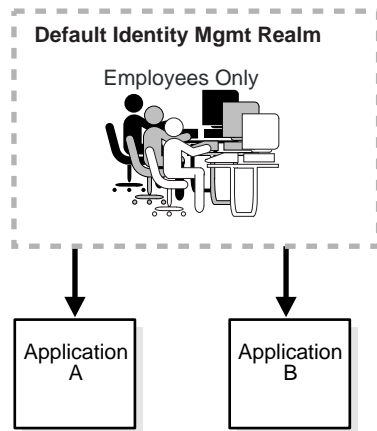 Default Identity Mgmt Realm
Employees Only
Application
A
Application
B